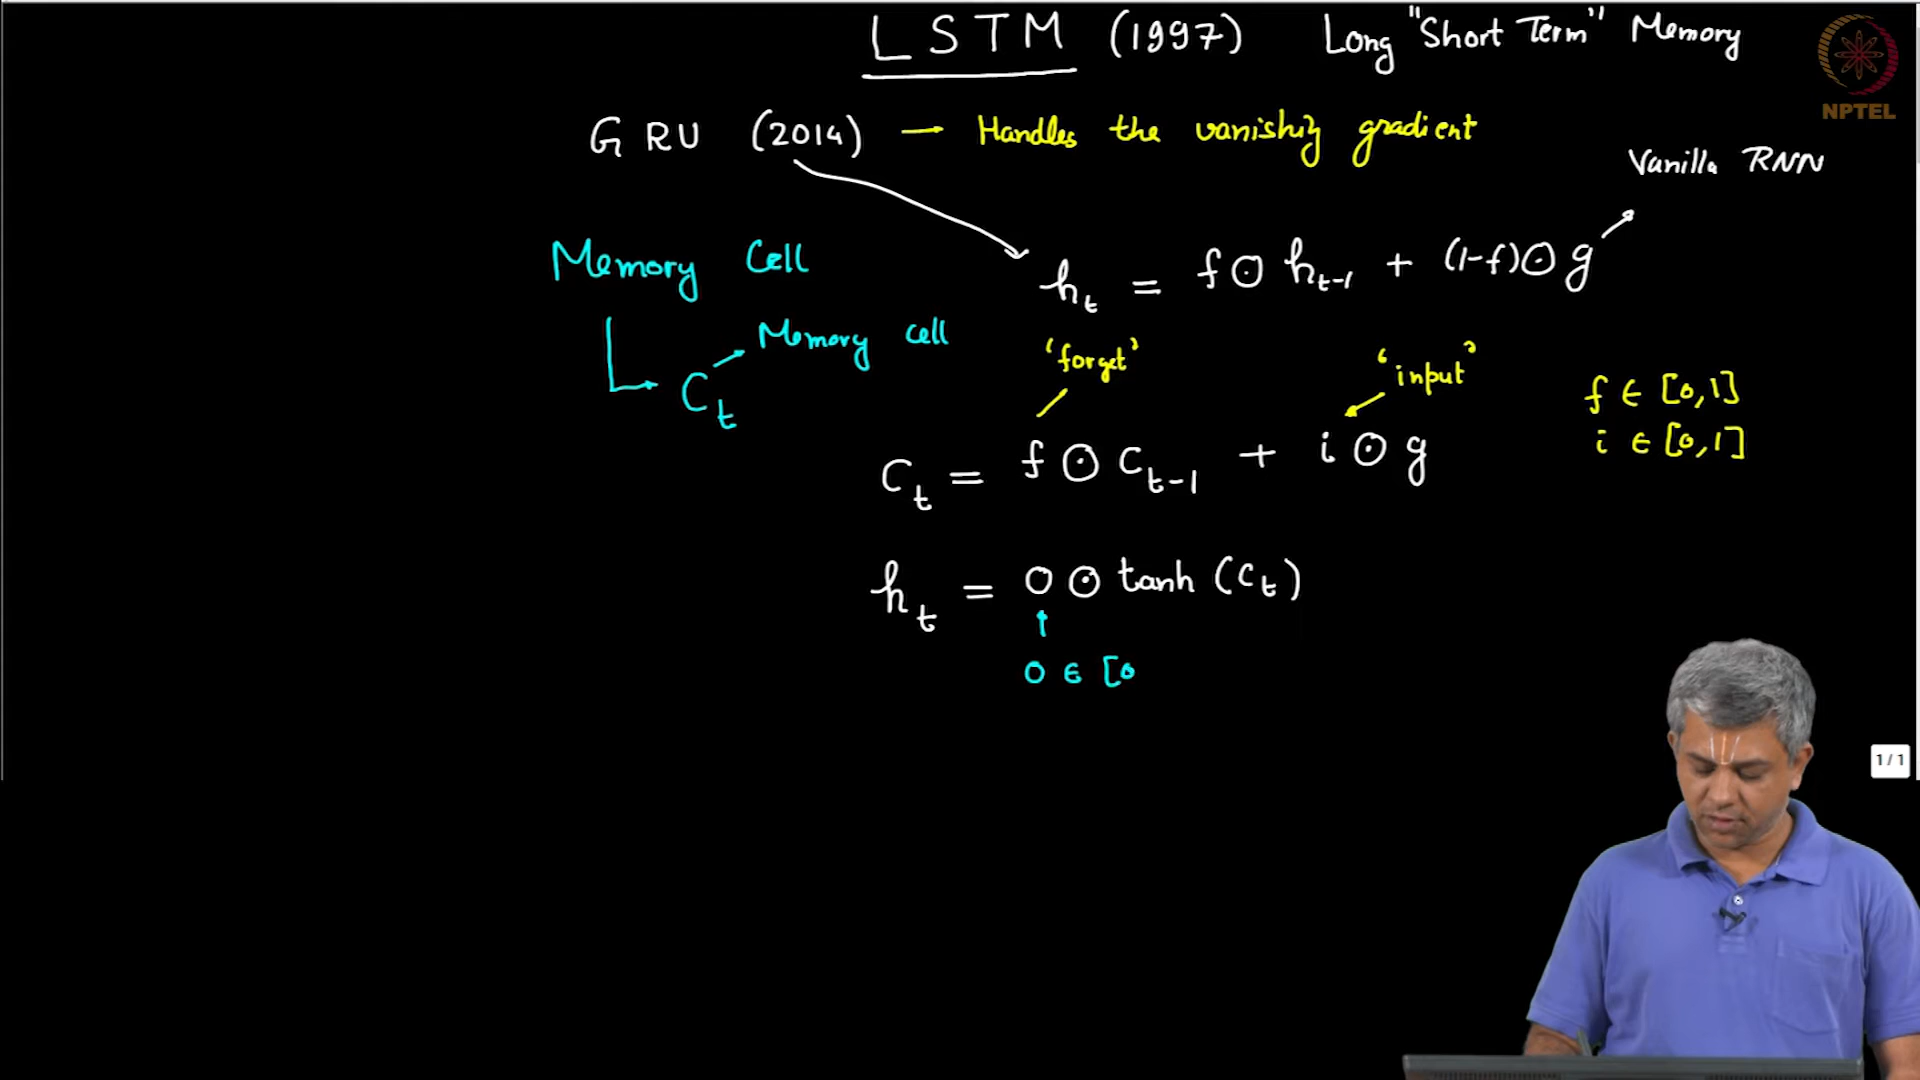 LSTM (1997) Long "Short Term" Memory
NPTEL
GRU (2014) → Handles the vanishing gradient
Vanilla RNN
hₜ = f ⊙ hₜ₋₁ + (1-f) ⊙ g
Memory Cell
Cₜ Memory cell
'forget'
'input'
f ∈ [0,1]
i ∈ [0,1]
Cₜ = f ⊙ Cₜ₋₁ + i ⊙ g
hₜ = o ⊙ tanh (Cₜ)
o ∈ [0
1/1